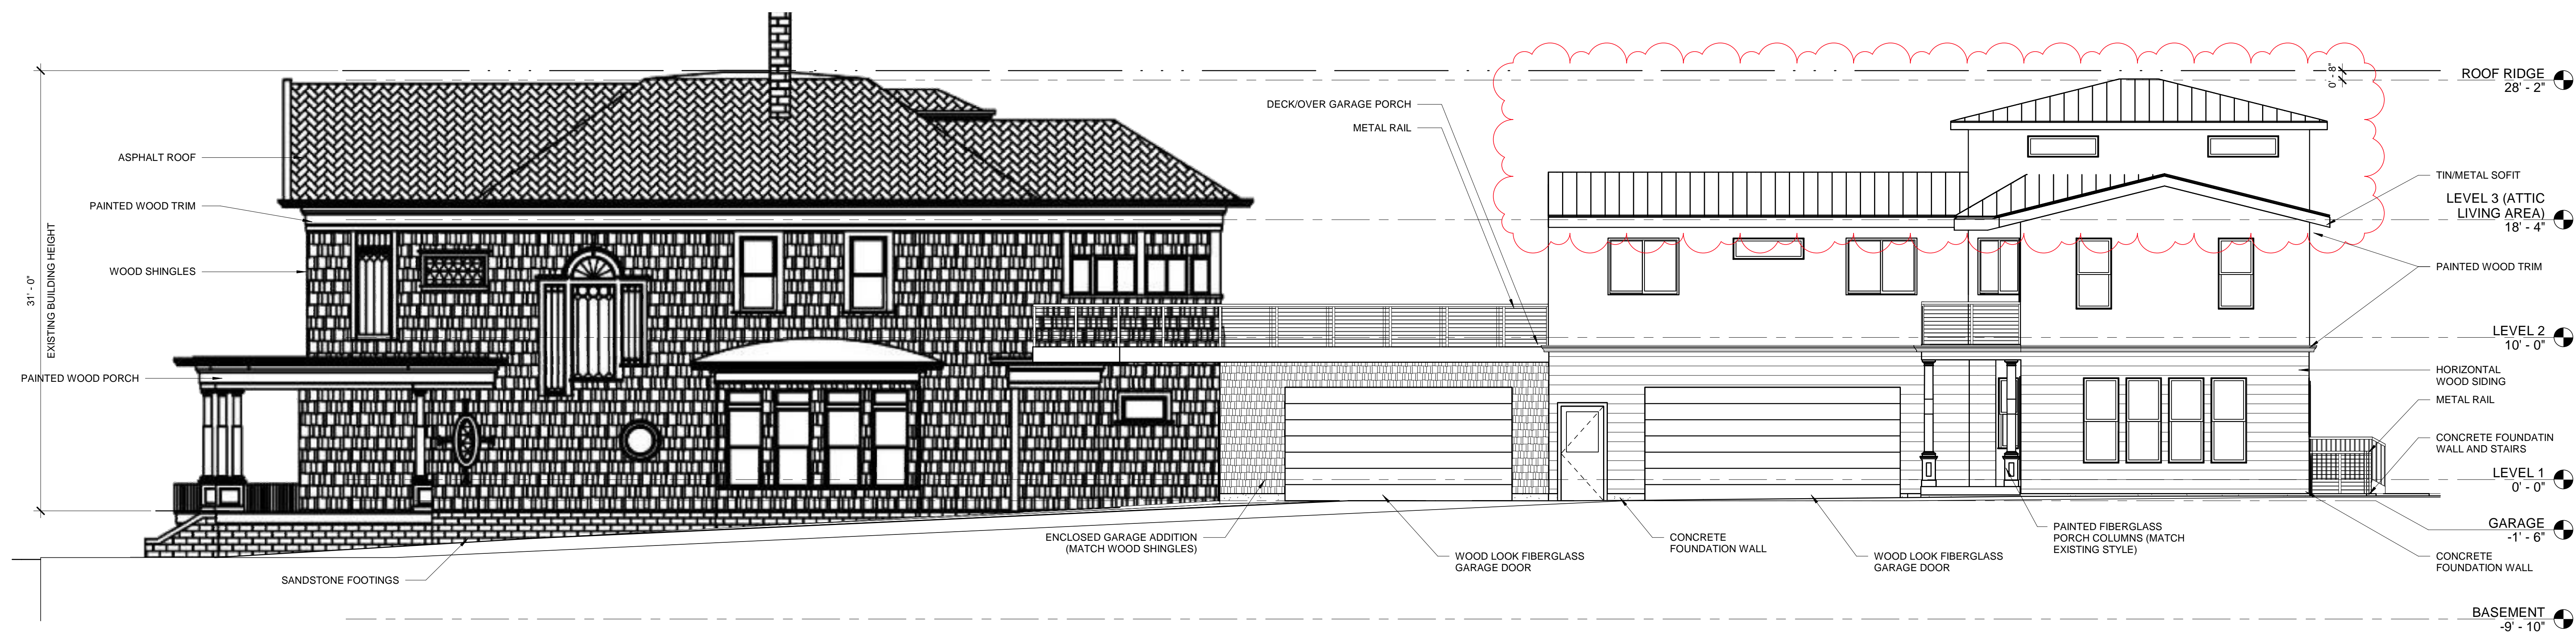 0' - 8"
ROOF RIDGE
28' - 2"
DECK/OVER GARAGE PORCH
METAL RAIL
ASPHALT ROOF
TIN/METAL SOFIT
LEVEL 3 (ATTIC
LIVING AREA)
18' - 4"
PAINTED WOOD TRIM
31' - 0"
EXISTING BUILDING HEIGHT
WOOD SHINGLES
PAINTED WOOD TRIM
LEVEL 2
10' - 0"
PAINTED WOOD PORCH
HORIZONTAL
WOOD SIDING
METAL RAIL
CONCRETE FOUNDATIN
WALL AND STAIRS
LEVEL 1
0' - 0"
GARAGE
-1' - 6"
ENCLOSED GARAGE ADDITION
(MATCH WOOD SHINGLES)
CONCRETE
FOUNDATION WALL
PAINTED FIBERGLASS
PORCH COLUMNS (MATCH
EXISTING STYLE)
WOOD LOOK FIBERGLASS
GARAGE DOOR
WOOD LOOK FIBERGLASS
GARAGE DOOR
CONCRETE
FOUNDATION WALL
SANDSTONE FOOTINGS
BASEMENT
-9' - 10"